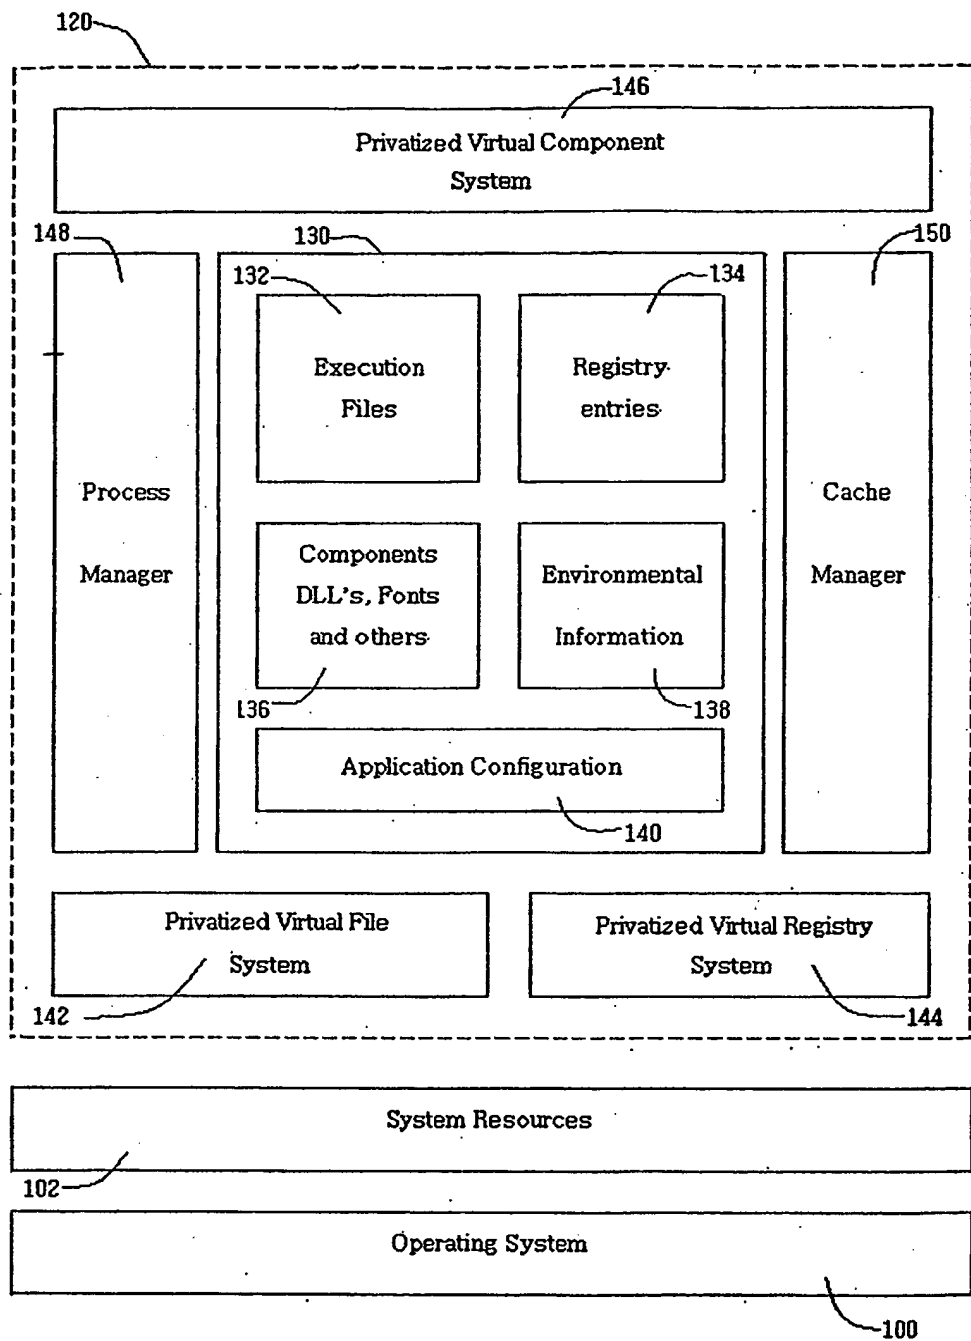 120
146
Privatized Virtual Component
System
148
130
150
132
134
Execution
Files
Registry
entries
Process
Manager
Cache
Manager
Components
DLL's, Fonts
and others
Environmental
Information
136
138
Application Configuration
140
Privatized Virtual File
System
Privatized Virtual Registry
System
142
144
System Resources
102
Operating System
100